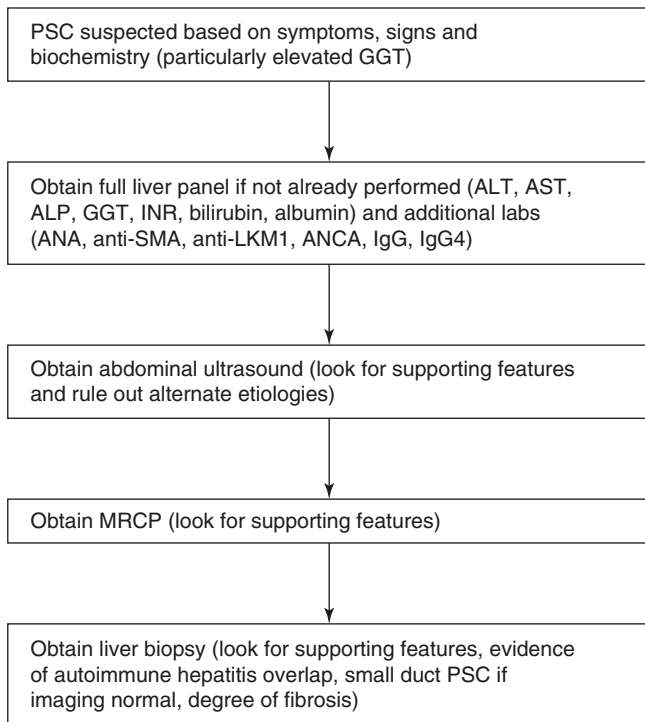 PSC suspected based on symptoms, signs and
biochemistry (particularly elevated GGT)
Obtain full liver panel if not already performed (ALT, AST,
ALP, GGT, INR, bilirubin, albumin) and additional labs
(ANA, anti-SMA, anti-LKM1, ANCA, IgG, IgG4)
Obtain abdominal ultrasound (look for supporting features
and rule out alternate etiologies)
Obtain MRCP (look for supporting features)
Obtain liver biopsy (look for supporting features, evidence
of autoimmune hepatitis overlap, small duct PSC if
imaging normal, degree of fibrosis)